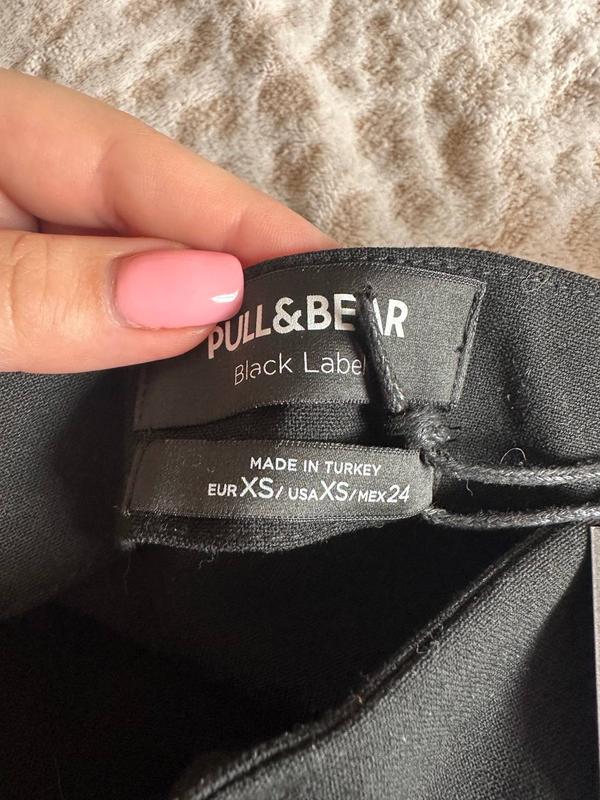 PULL&BEAR
Black Label
MADE IN TURKEY
EUR XS/ USA XS/ MEX 24